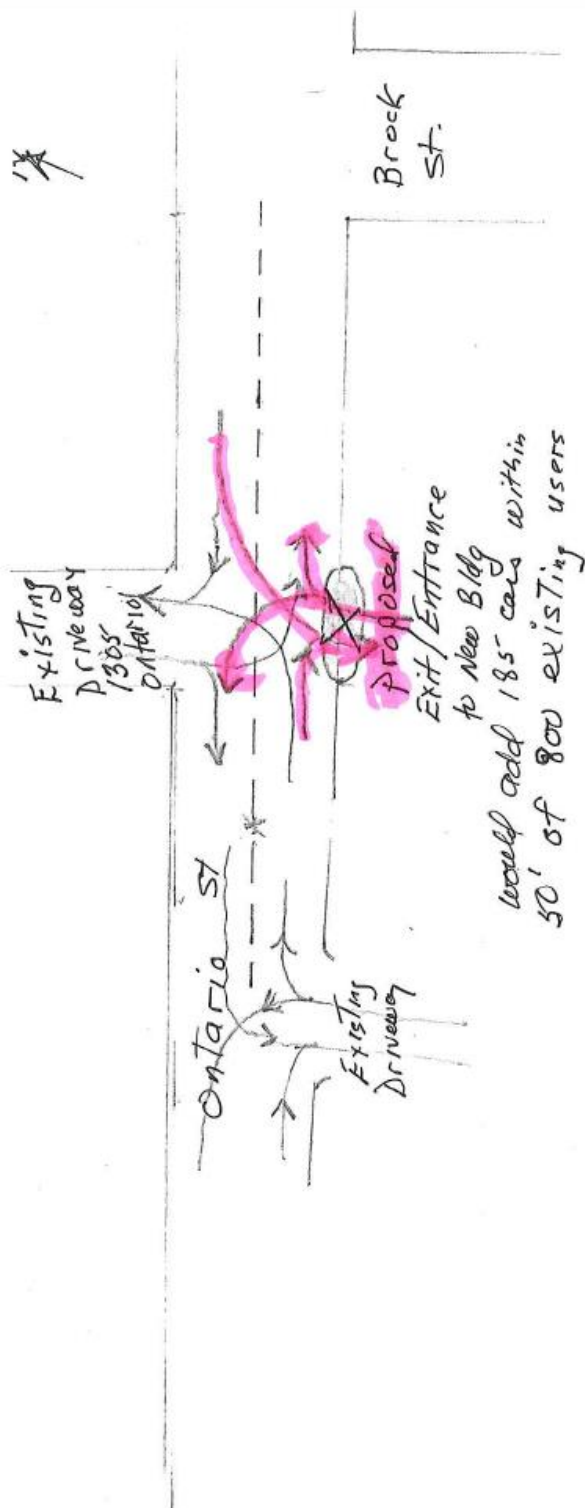 Existing
Driveway
1305
Ontario
Brock
St.
Ontario St
Existing
Driveway
Proposed
Exit/Entrance
to New Bldg
would add 185 cars within
50' of 800 existing users